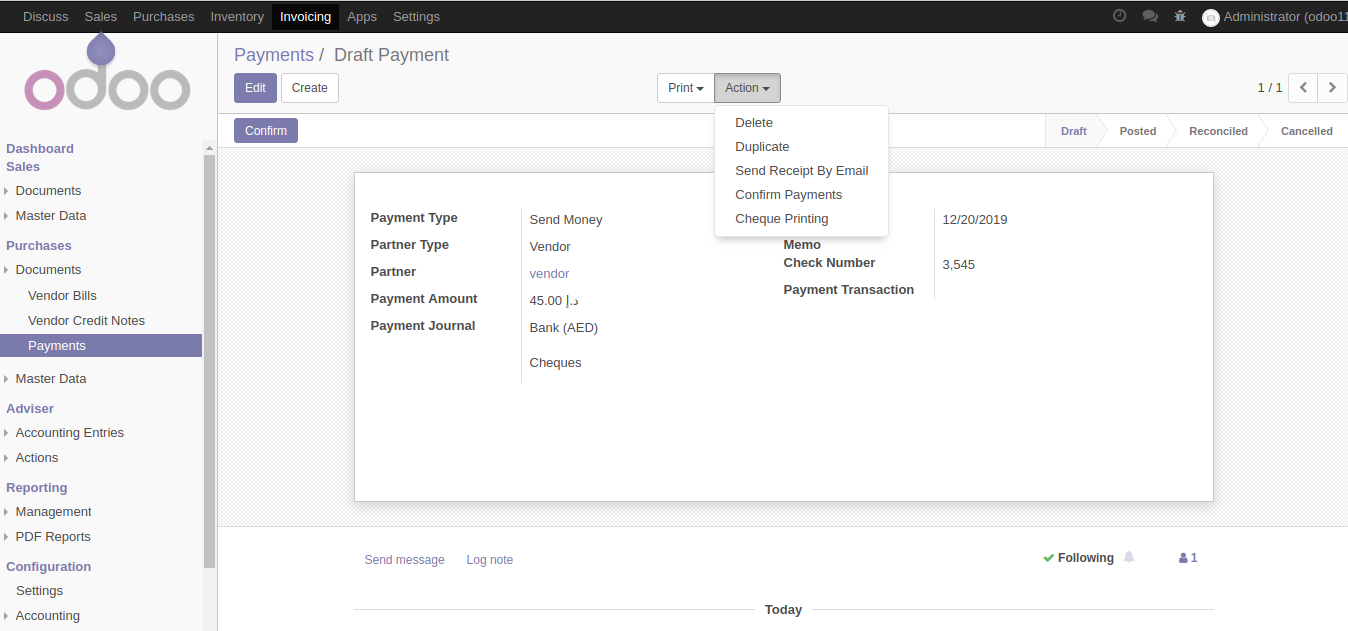 Discuss Sales Purchases Inventory Invoicing Apps Settings Administrator (odoo11
odoo
Payments / Draft Payment
Edit Create Print Action 1 / 1
Confirm Draft Posted Reconciled Cancelled
Delete
Duplicate
Send Receipt By Email
Confirm Payments
Cheque Printing
Dashboard
Sales
Documents
Master Data
Purchases
Documents
Vendor Bills
Vendor Credit Notes
Payments
Master Data
Adviser
Accounting Entries
Actions
Reporting
Management
PDF Reports
Configuration
Settings
Accounting
Payment Type Send Money
Partner Type Vendor
Partner vendor
Payment Amount 45.00 د.إ
Payment Journal Bank (AED)
Cheques
12/20/2019
Memo
Check Number 3,545
Payment Transaction
Send message Log note Following 1
Today